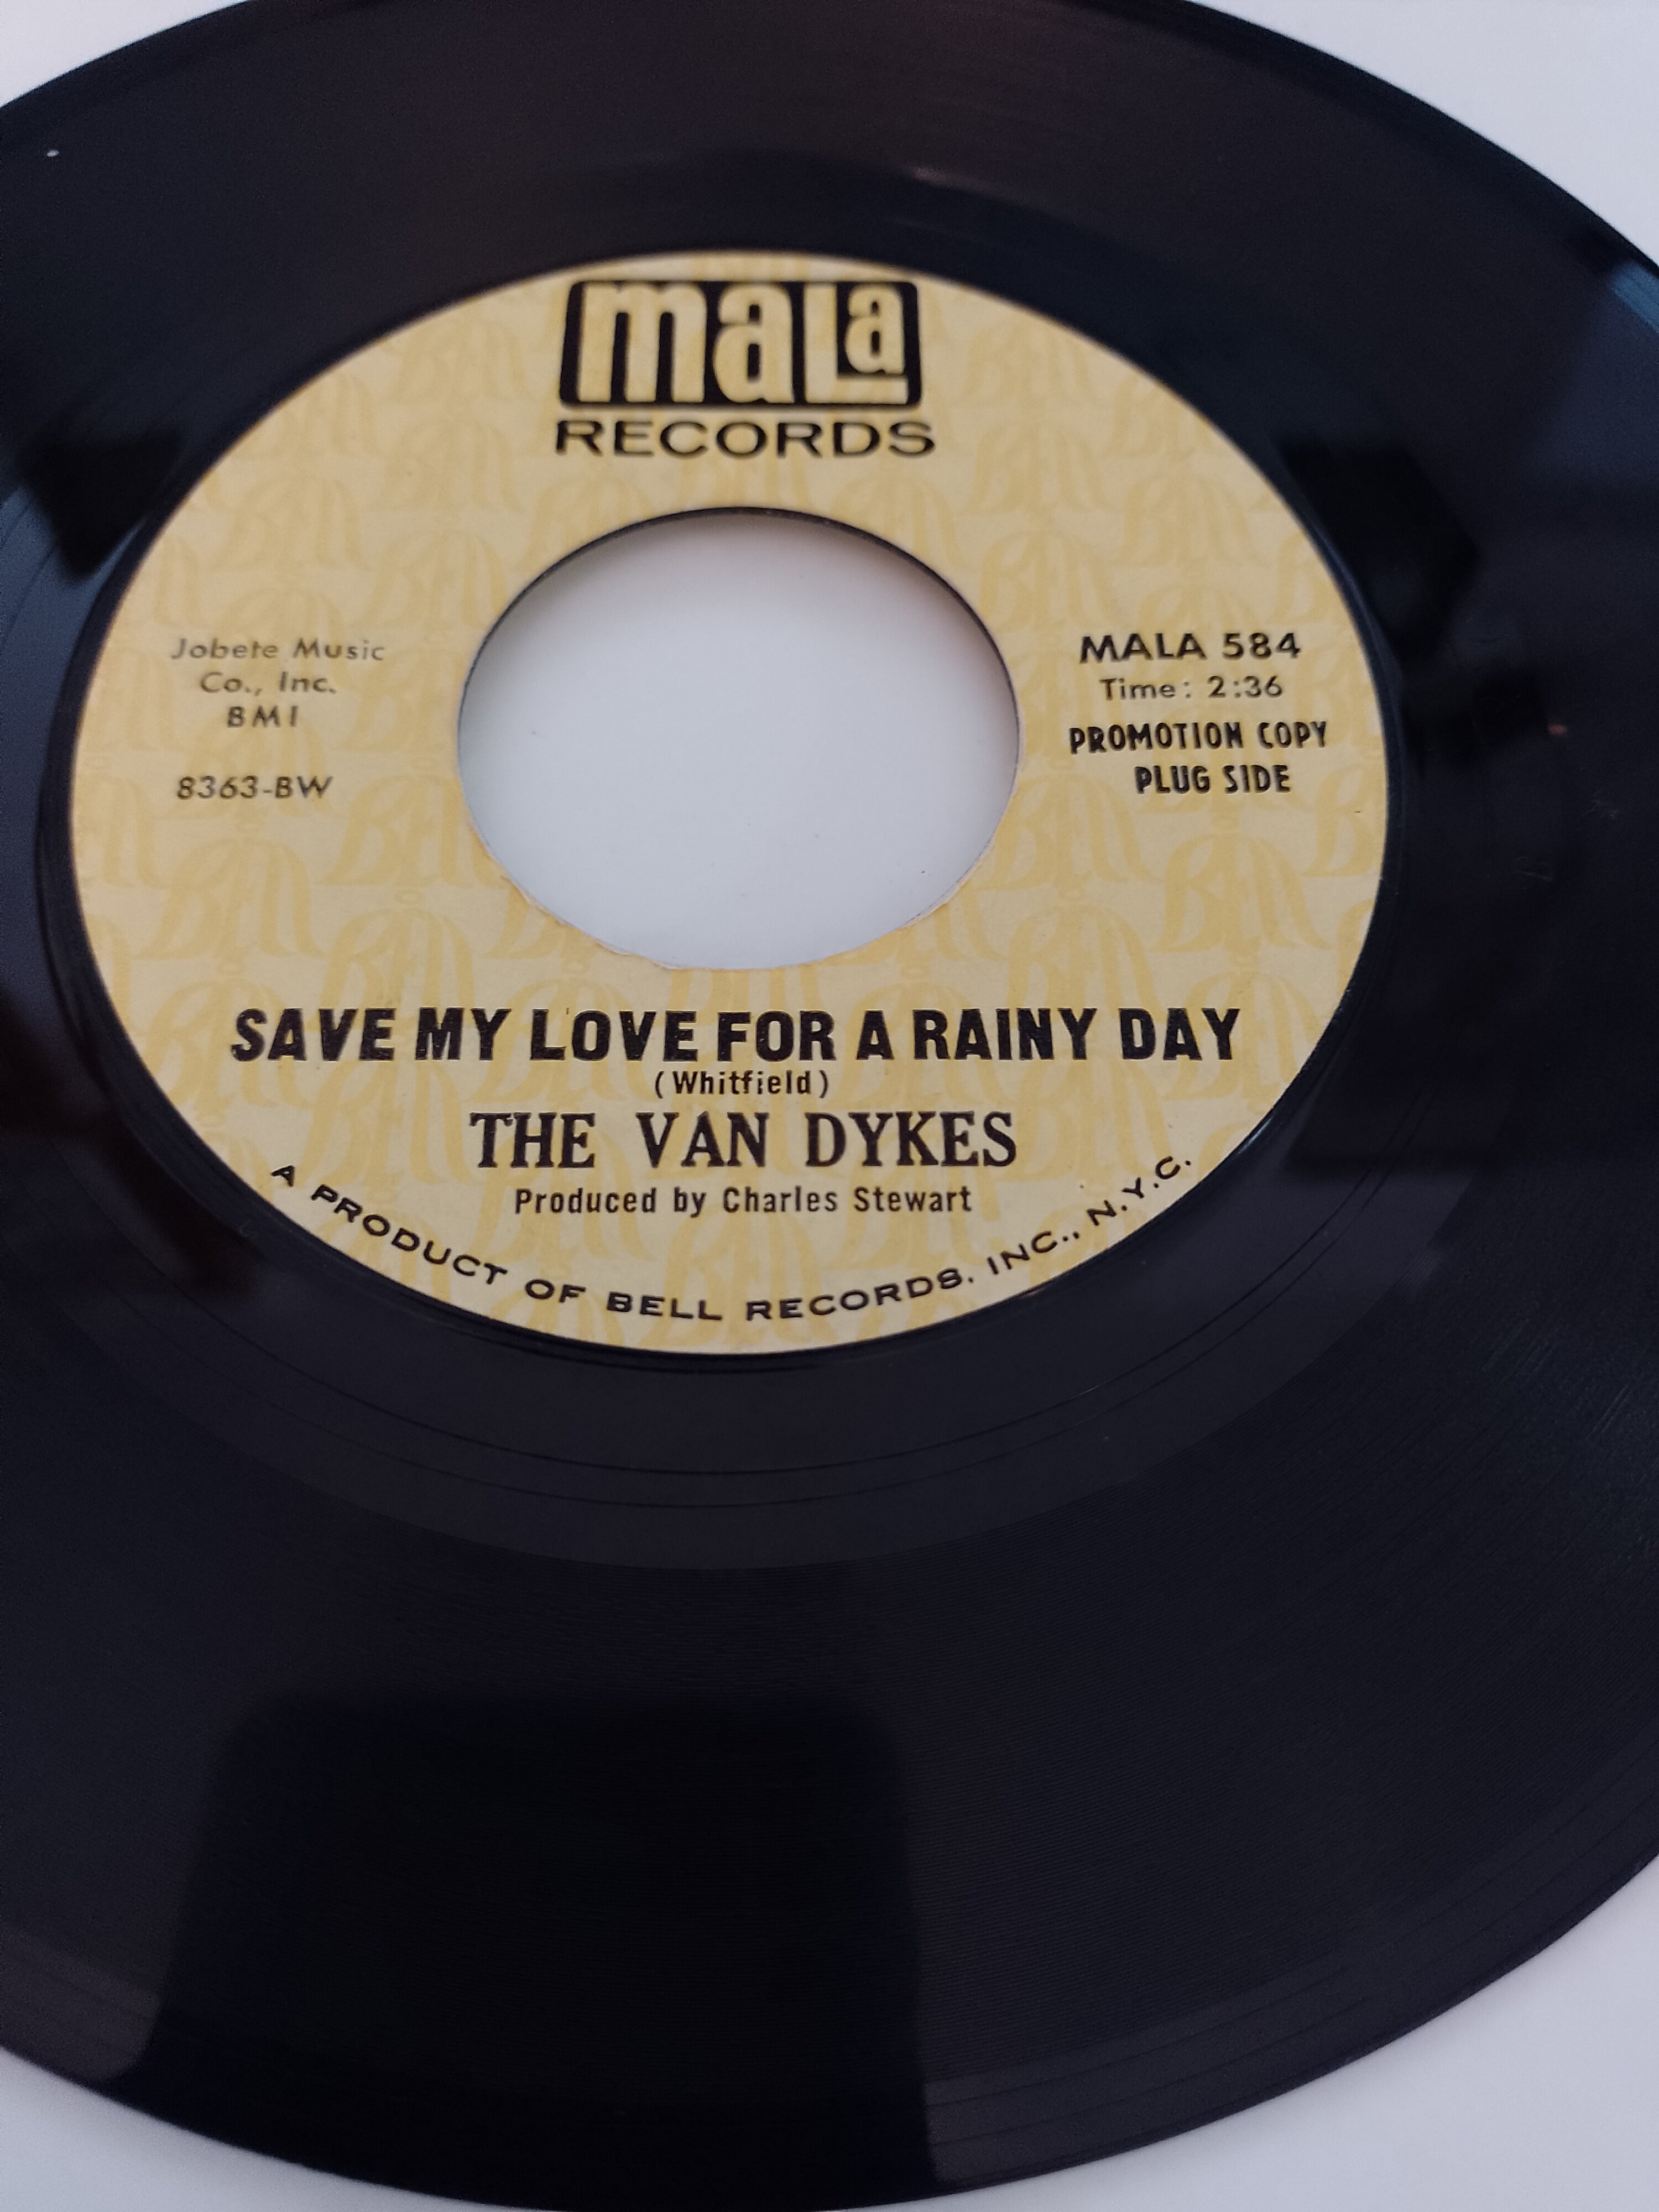 maLa
RECORDS
Jobete Music
Co., Inc.
BMI
8363-BW
MALA 584
Time: 2:36
PROMOTION COPY
PLUG SIDE
SAVE MY LOVE FOR A RAINY DAY
(Whitfield)
THE VAN DYKES
Produced by Charles Stewart
A PRODUCT OF BELL RECORDS, INC., N.Y.C.